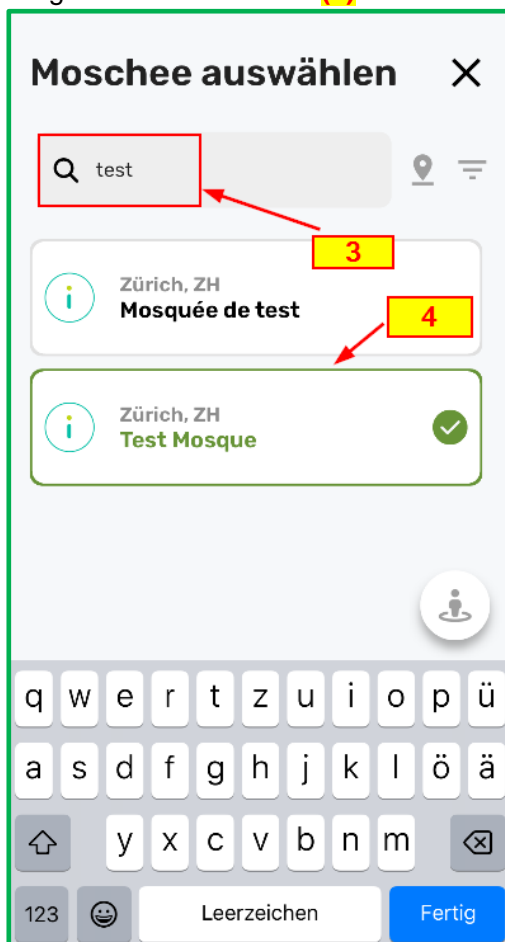 Moschee auswählen
test
3
Zürich, ZH
Mosquée de test
4
Zürich, ZH
Test Mosque
q w e r t z u i o p ü
a s d f g h j k l ö ä
y x c v b n m
123 Leerzeichen Fertig